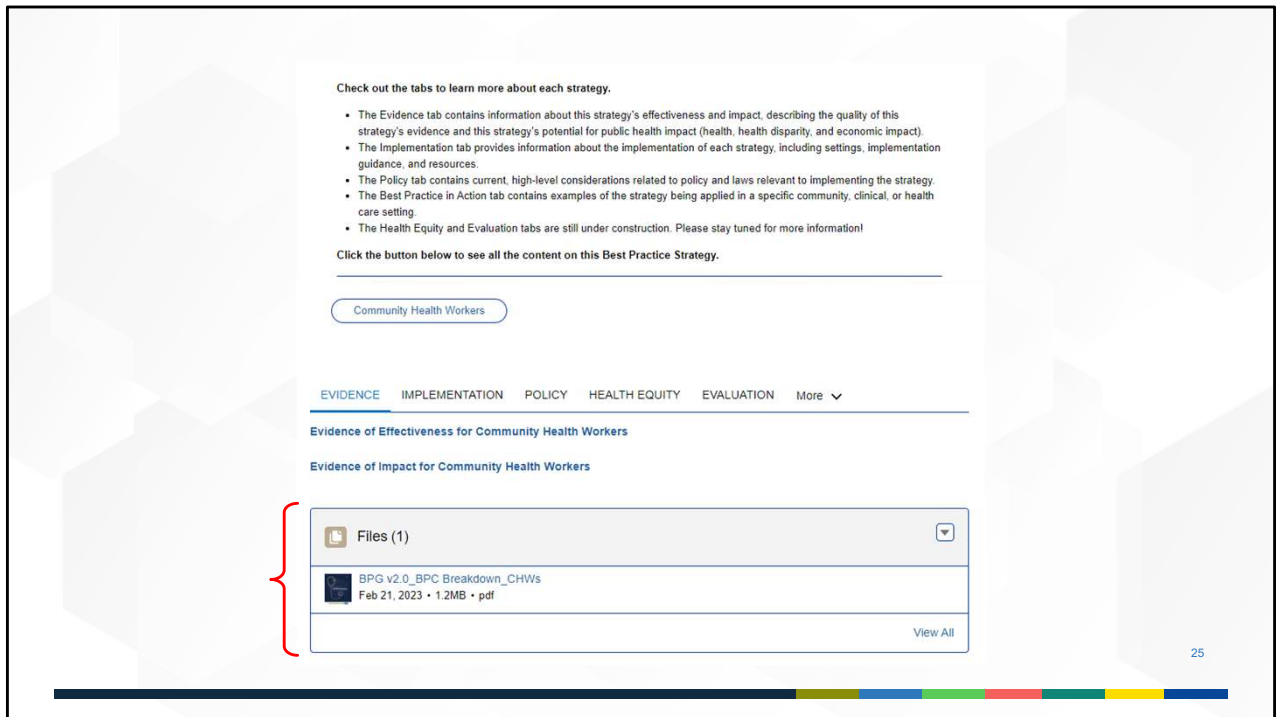 Check out the tabs to learn more about each strategy.
• The Evidence tab contains information about this strategy's effectiveness and impact, describing the quality of this
strategy's evidence and this strategy's potential for public health impact (health, health disparity, and economic impact).
• The Implementation tab provides information about the implementation of each strategy, including settings, implementation
guidance, and resources.
• The Policy tab contains current, high-level considerations related to policy and laws relevant to implementing the strategy.
• The Best Practice in Action tab contains examples of the strategy being applied in a specific community, clinical, or health
care setting.
• The Health Equity and Evaluation tabs are still under construction. Please stay tuned for more information!
Click the button below to see all the content on this Best Practice Strategy.
Community Health Workers
EVIDENCE IMPLEMENTATION POLICY HEALTH EQUITY EVALUATION More
Evidence of Effectiveness for Community Health Workers
Evidence of Impact for Community Health Workers
Files (1)
BPG v2.0_BPC Breakdown_CHWs
Feb 21, 2023 • 1.2MB • pdf
View All
25